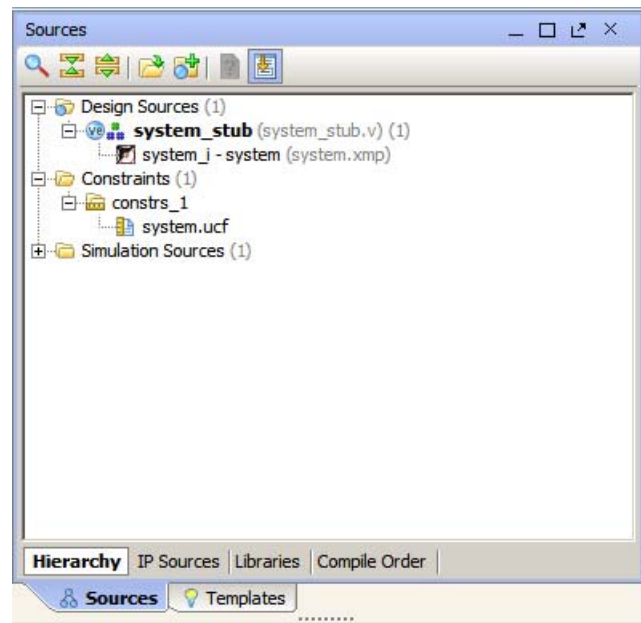 Sources
Design Sources (1)
system_stub (system_stub.v) (1)
system_i - system (system.xmp)
Constraints (1)
constrs_1
system.ucf
Simulation Sources (1)
Hierarchy IP Sources Libraries Compile Order
Sources Templates